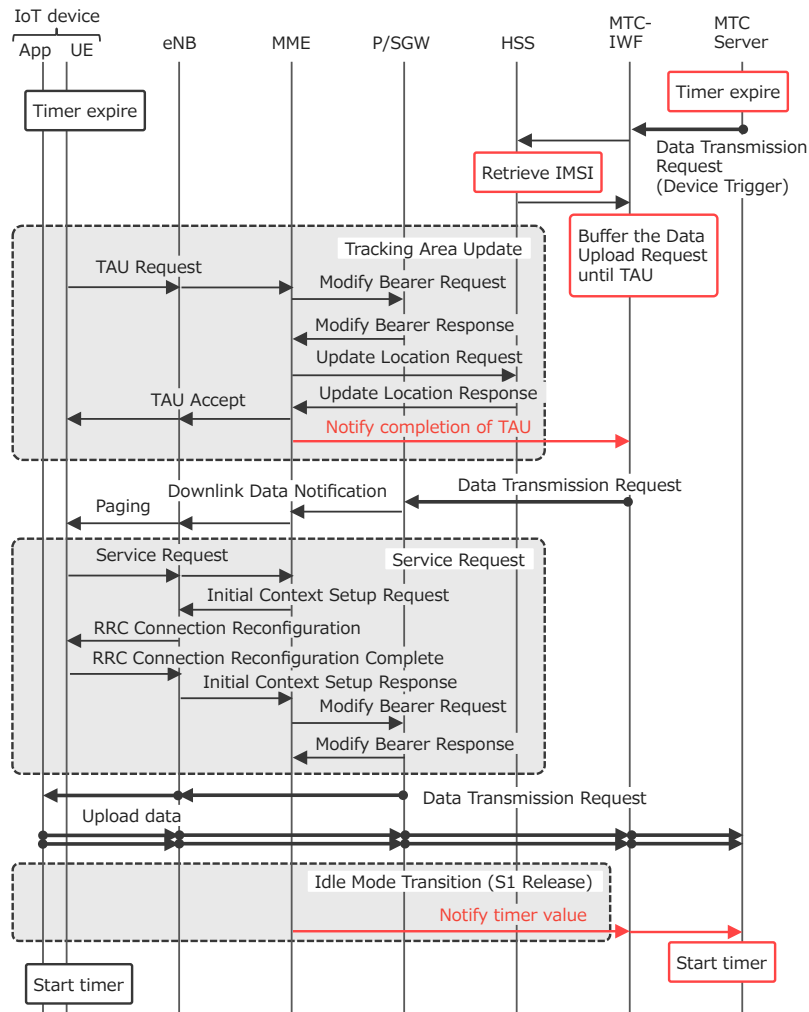 IoT device
App
UE
eNB
MME
P/SGW
HSS
MTC-
IWF
MTC
Server
Timer expire
Timer expire
Data Transmission
Request
(Device Trigger)
Retrieve IMSI
Buffer the Data
Upload Request
until TAU
Tracking Area Update
TAU Request
Modify Bearer Request
Modify Bearer Response
Update Location Request
Update Location Response
TAU Accept
Notify completion of TAU
Data Transmission Request
Downlink Data Notification
Paging
Service Request
Service Request
Initial Context Setup Request
RRC Connection Reconfiguration
RRC Connection Reconfiguration Complete
Initial Context Setup Response
Modify Bearer Request
Modify Bearer Response
Data Transmission Request
Upload data
Idle Mode Transition (S1 Release)
Notify timer value
Start timer
Start timer